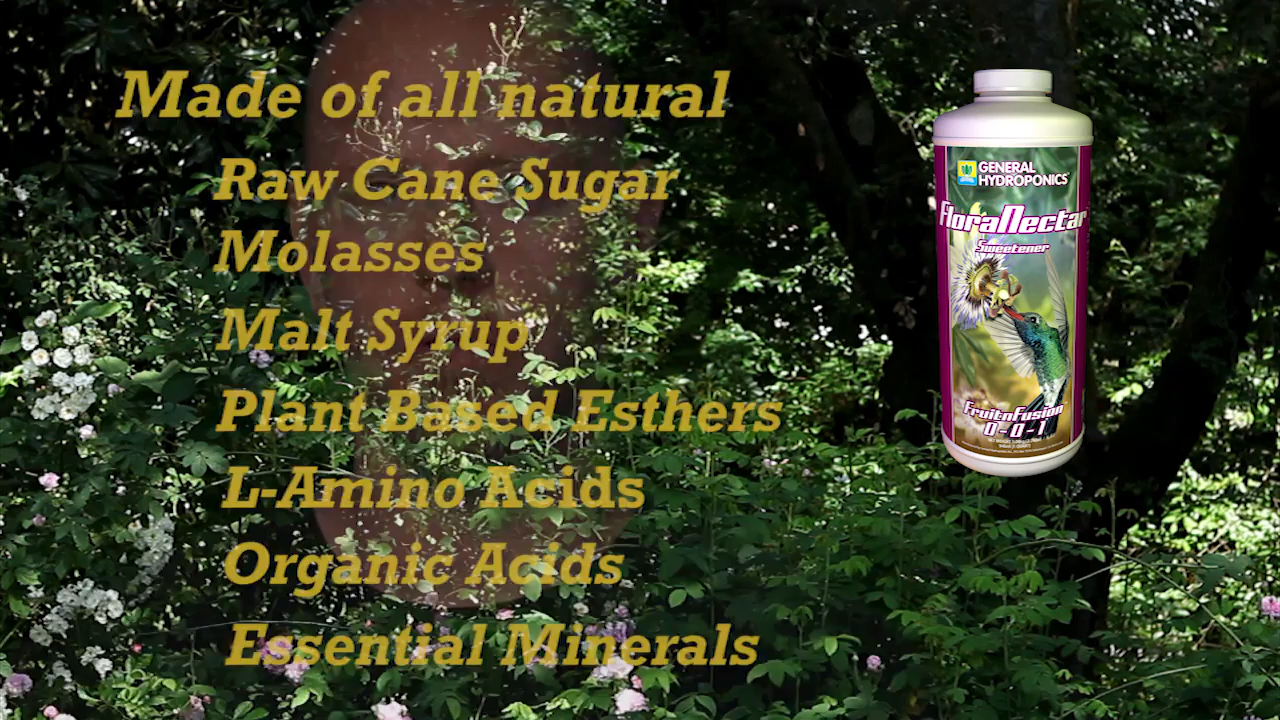 Made of all natural
Raw Cane Sugar
Molasses
Malt Syrup
Plant Based Esthers
L-Amino Acids
Organic Acids
Essential Minerals
GENERAL
HYDROPONICS
FloraNectar
Sweetener
FruitnFusion
0-0-1